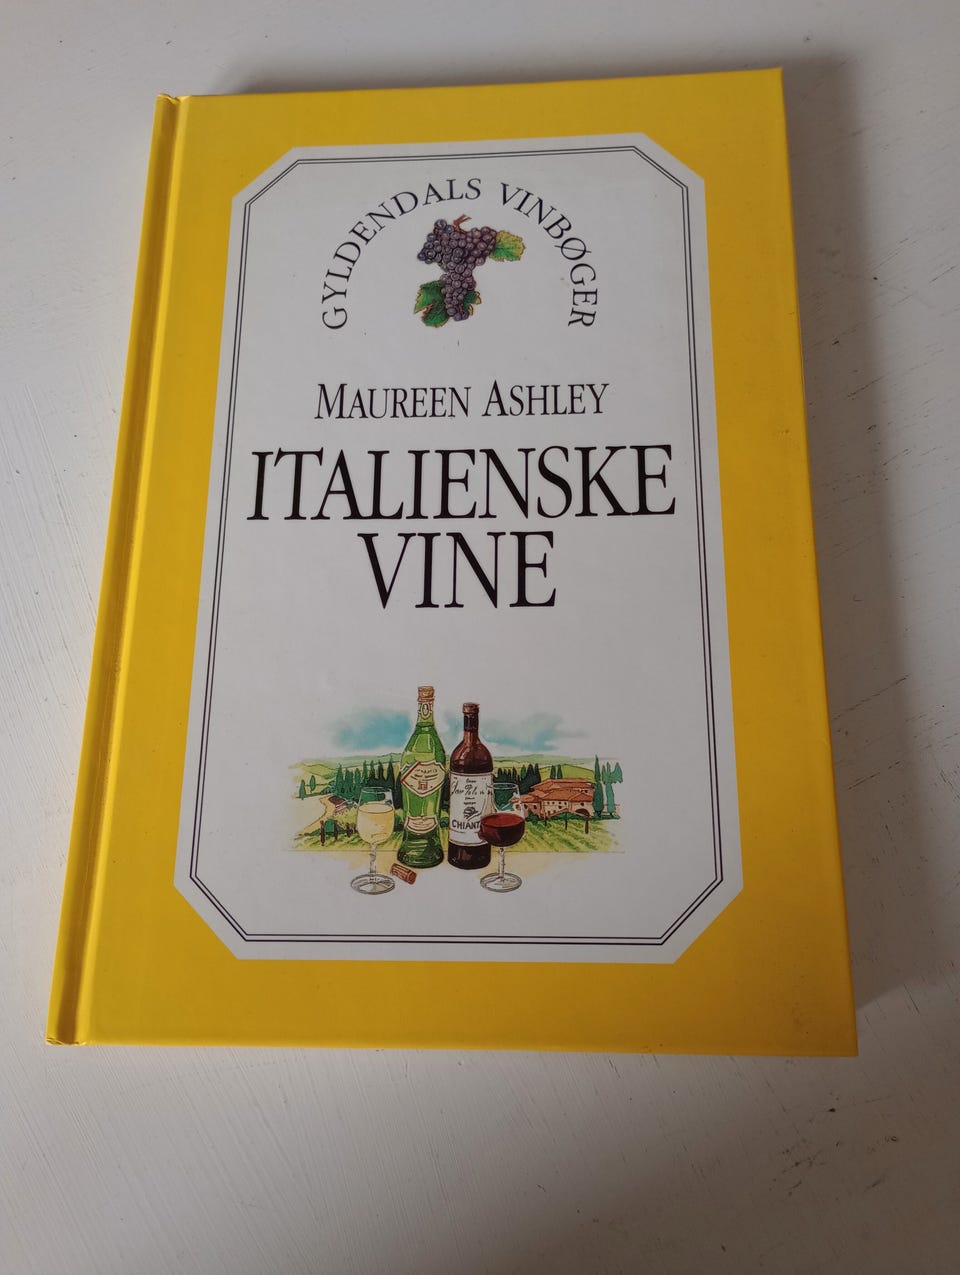 GYLDENDALS VINBØGER
MAUREEN ASHLEY
ITALIENSKE
VINE
CHIANTI